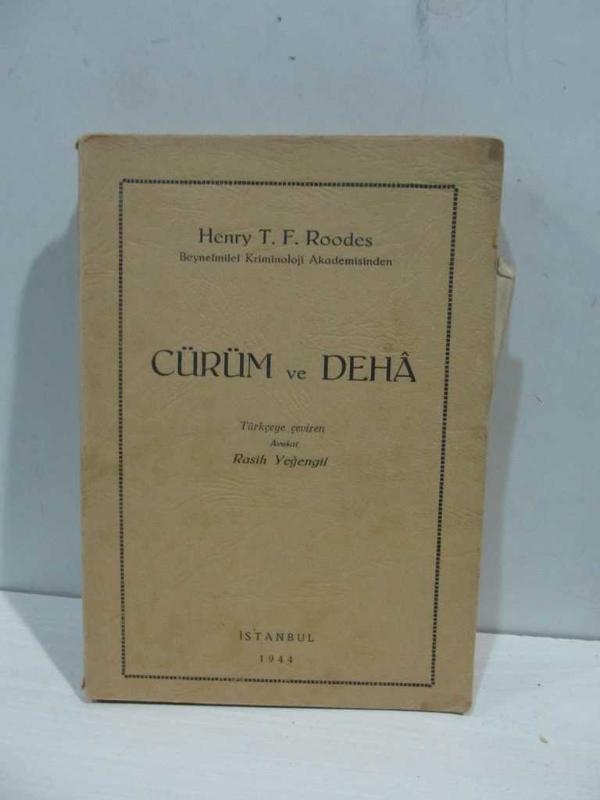 Henry T. F. Roodes
Beynelmilel Kriminoloji Akademisinden
CÜRÜM ve DEHÂ
Türkçeye çeviren
Avukat
Rasih Yeğengil
İSTANBUL
1944